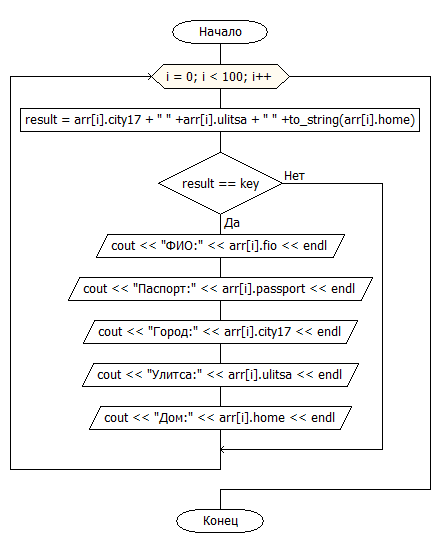 Начало
i = 0; i < 100; i++
result = arr[i].city17 + " " +arr[i].ulitsa + " " +to_string(arr[i].home)
result == key
Нет
Да
cout << "ФИО:" << arr[i].fio << endl
cout << "Паспорт:" << arr[i].passport << endl
cout << "Город:" << arr[i].city17 << endl
cout << "Улитса:" << arr[i].ulitsa << endl
cout << "Дом:" << arr[i].home << endl
Конец